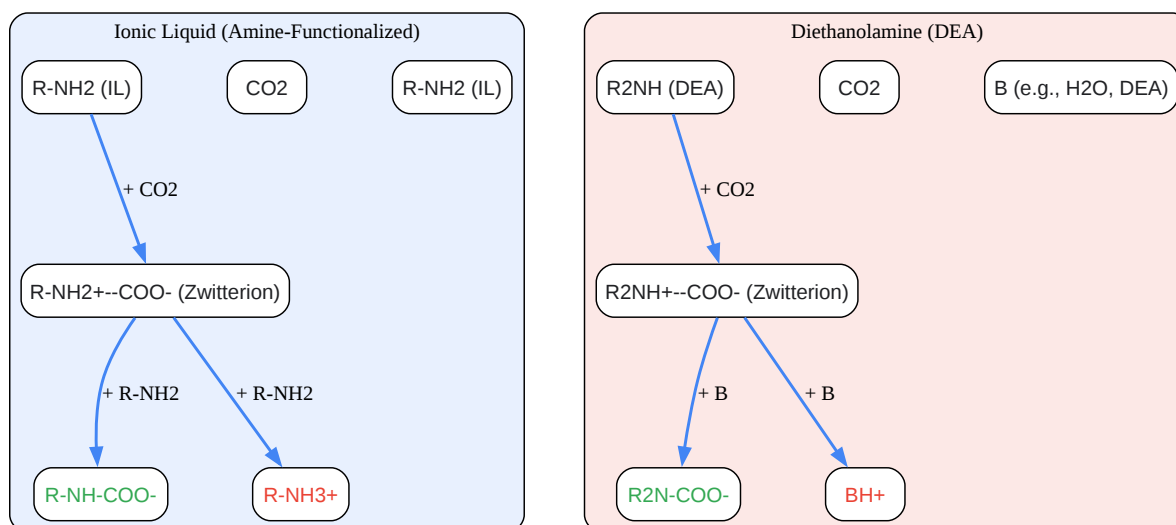 Ionic Liquid (Amine-Functionalized)
R-NH2 (IL)
CO2
R-NH2 (IL)
+ CO2
R-NH2+--COO- (Zwitterion)
+ R-NH2
+ R-NH2
R-NH-COO-
R-NH3+
Diethanolamine (DEA)
R2NH (DEA)
CO2
B (e.g., H2O, DEA)
+ CO2
R2NH+--COO- (Zwitterion)
+ B
+ B
R2N-COO-
BH+